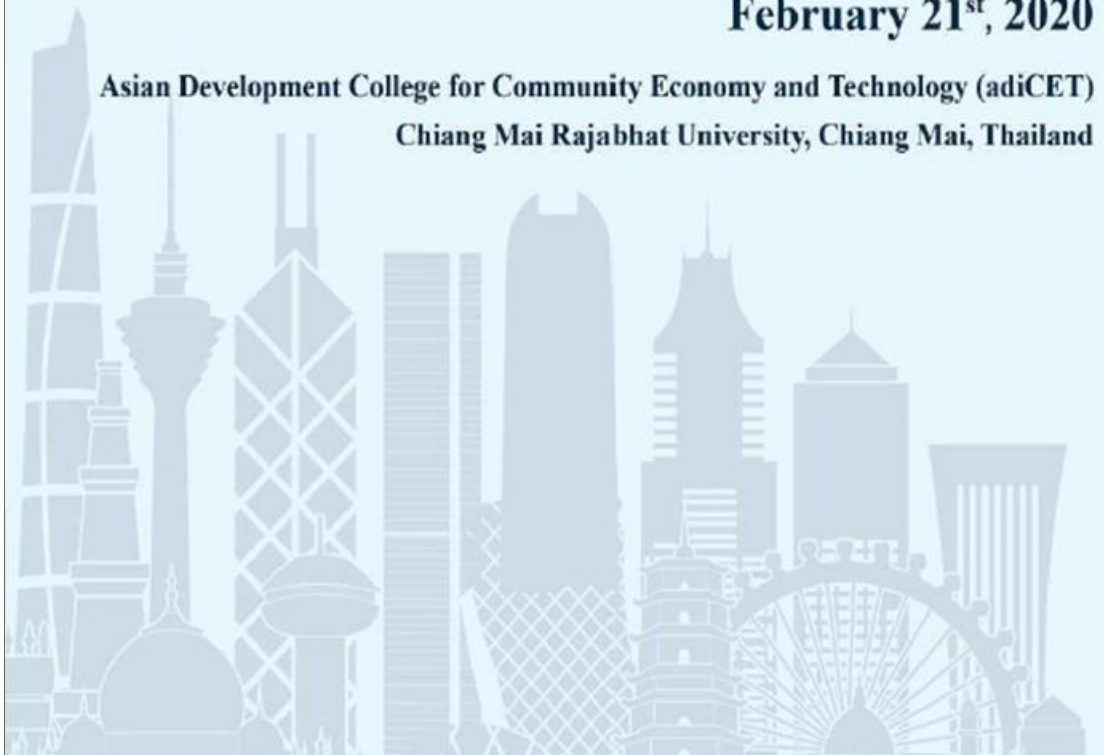 February 21st, 2020
Asian Development College for Community Economy and Technology (adiCET)
Chiang Mai Rajabhat University, Chiang Mai, Thailand